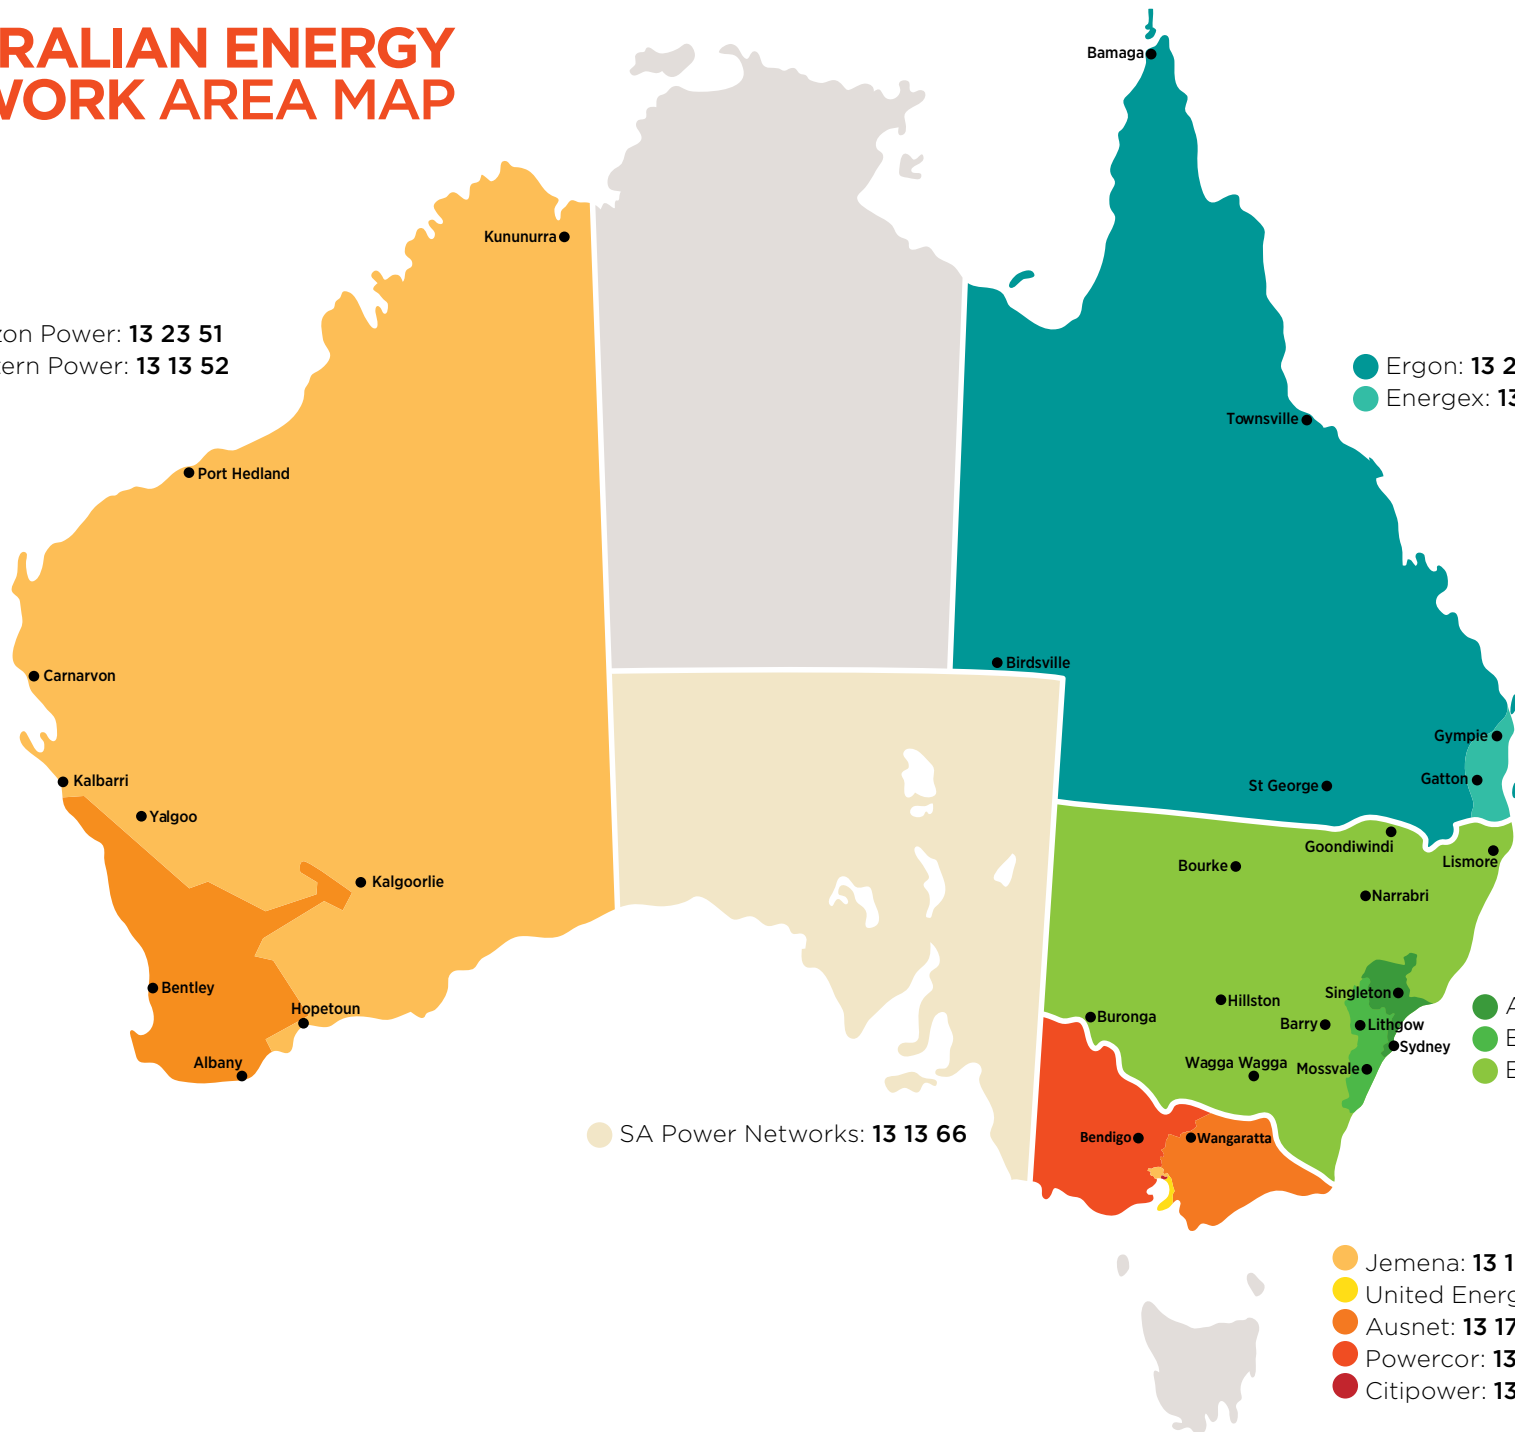 RALIAN ENERGY
WORK AREA MAP
Bamaga
Kununurra
zon Power: 13 23 51
tern Power: 13 13 52
Ergon: 13 2
Energex: 13
Townsville
Port Hedland
Birdsville
Carnarvon
Gympie
Kalbarri
Gatton
St George
Yalgoo
Goondiwindi
Lismore
Bourke
Kalgoorlie
Narrabri
Bentley
Singleton
Hillston
Hopetoun
Buronga
Barry
Lithgow
A
E
E
Sydney
Albany
Wagga Wagga
Mossvale
SA Power Networks: 13 13 66
Bendigo
Wangaratta
Jemena: 13 1
United Energ
Ausnet: 13 17
Powercor: 13
Citipower: 13